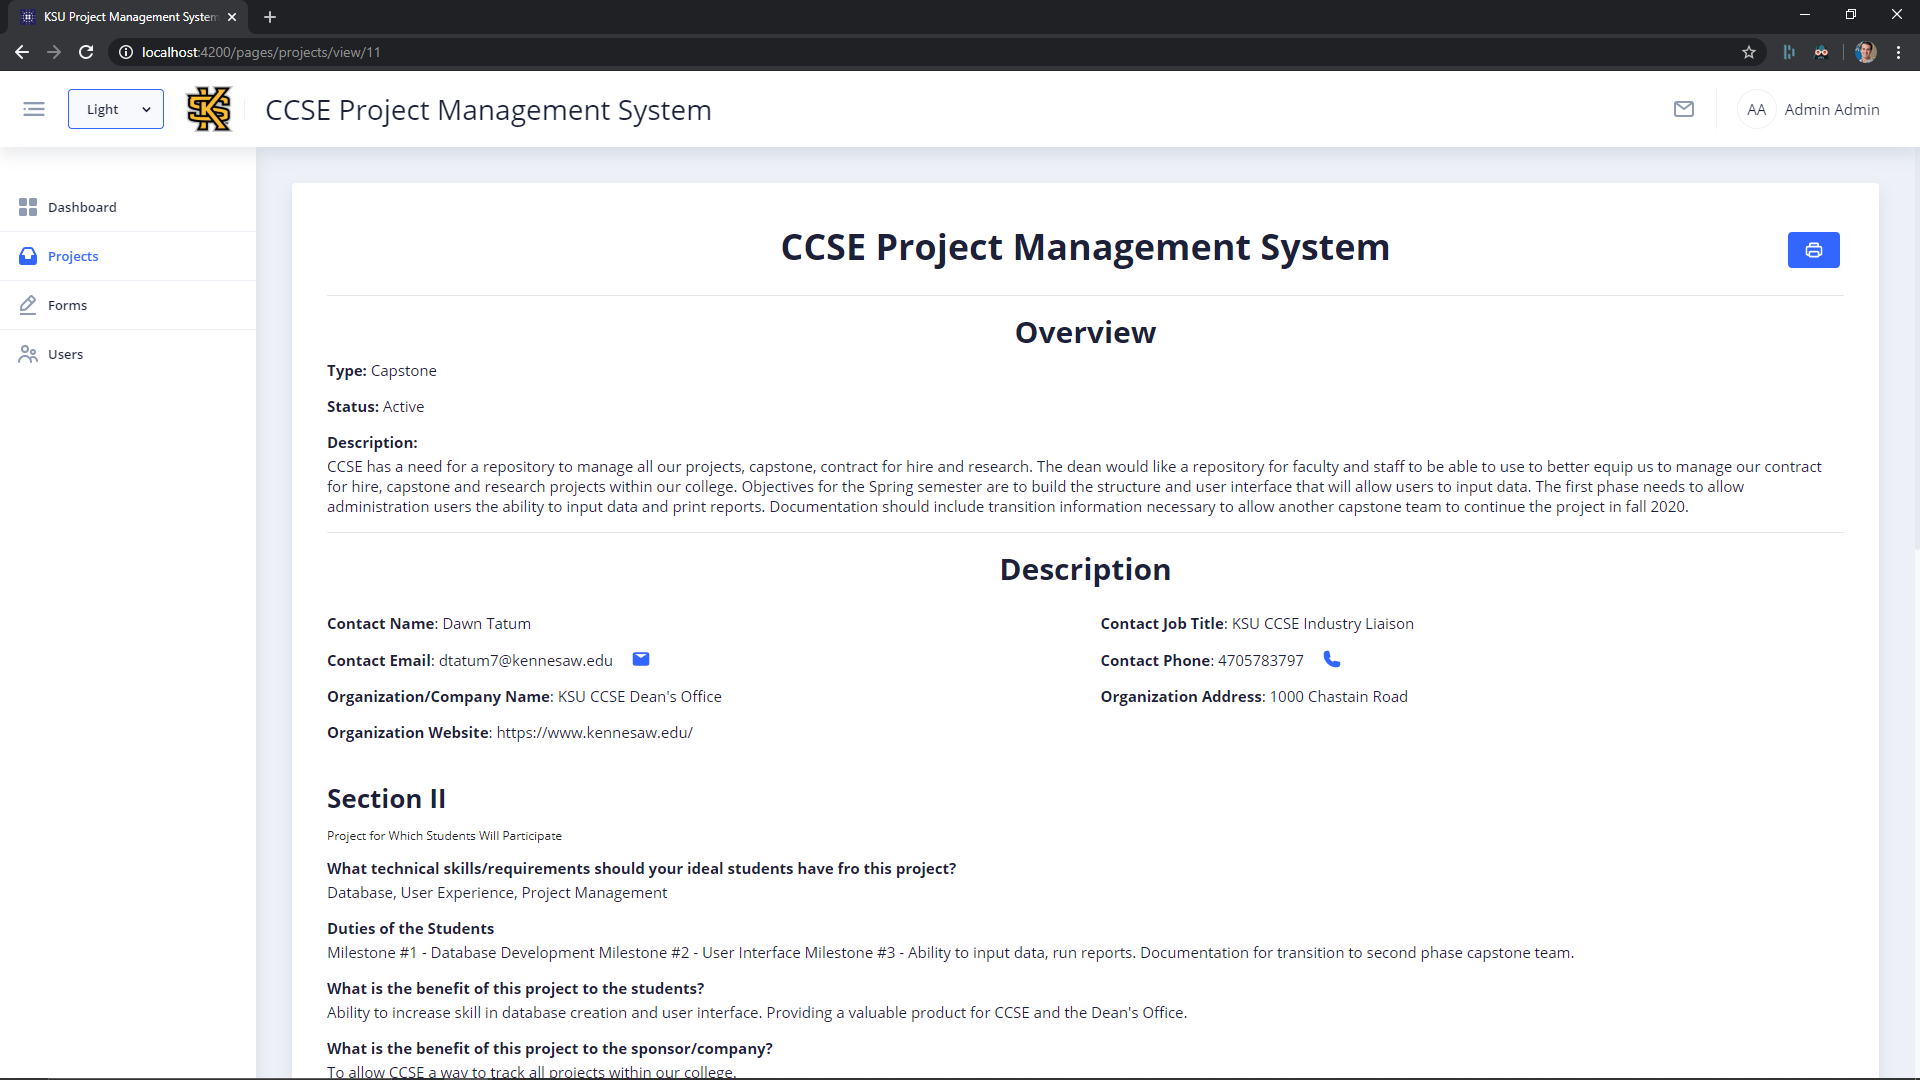 KSU Project Management System
localhost:4200/pages/projects/view/11
Light
KS
CCSE Project Management System
AA
Admin Admin
Dashboard
Projects
Forms
Users
CCSE Project Management System
Overview
Type: Capstone
Status: Active
Description:
CCSE has a need for a repository to manage all our projects, capstone, contract for hire and research. The dean would like a repository for faculty and staff to be able to use to better equip us to manage our contract
for hire, capstone and research projects within our college. Objectives for the Spring semester are to build the structure and user interface that will allow users to input data. The first phase needs to allow
administration users the ability to input data and print reports. Documentation should include transition information necessary to allow another capstone team to continue the project in fall 2020.
Description
Contact Name: Dawn Tatum
Contact Job Title: KSU CCSE Industry Liaison
Contact Email: dtatum7@kennesaw.edu
Contact Phone: 4705783797
Organization/Company Name: KSU CCSE Dean's Office
Organization Address: 1000 Chastain Road
Organization Website: https://www.kennesaw.edu/
Section II
Project for Which Students Will Participate
What technical skills/requirements should your ideal students have fro this project?
Database, User Experience, Project Management
Duties of the Students
Milestone #1 - Database Development Milestone #2 - User Interface Milestone #3 - Ability to input data, run reports. Documentation for transition to second phase capstone team.
What is the benefit of this project to the students?
Ability to increase skill in database creation and user interface. Providing a valuable product for CCSE and the Dean's Office.
What is the benefit of this project to the sponsor/company?
To allow CCSE a way to track all projects within our college.